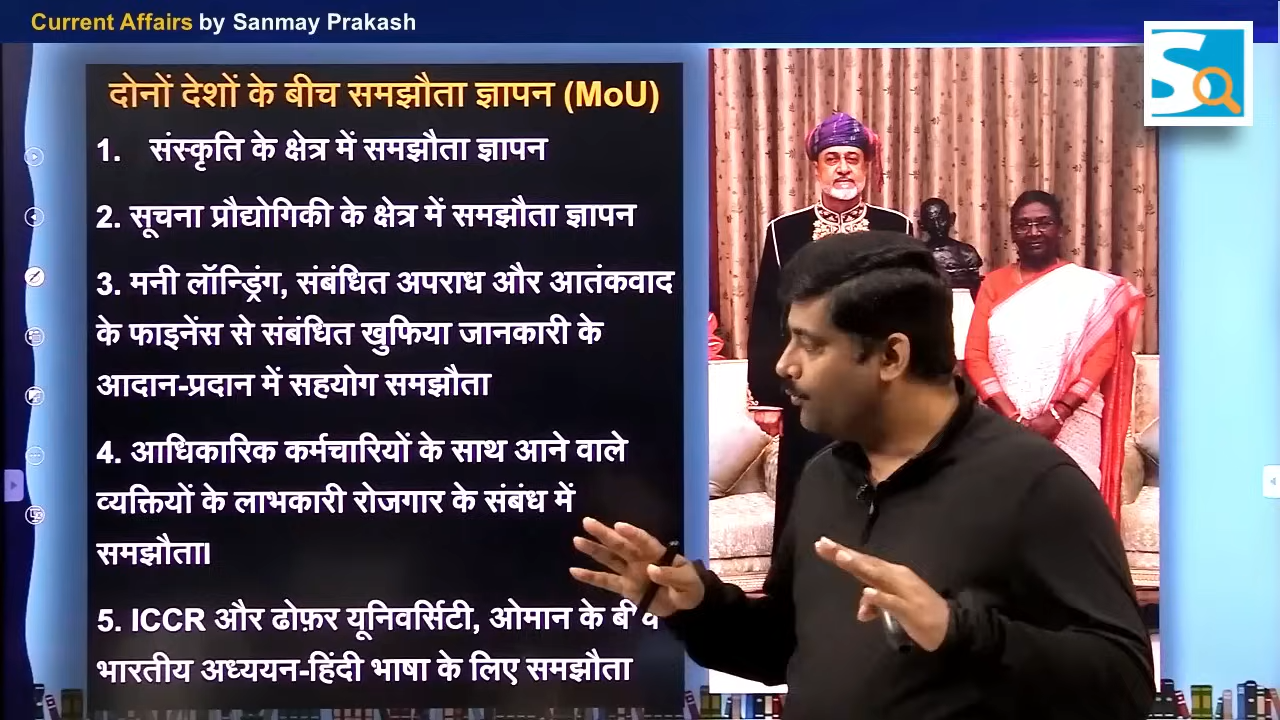 Current Affairs by Sanmay Prakash
दोनों देशों के बीच समझौता ज्ञापन (MoU)
1. संस्कृति के क्षेत्र में समझौता ज्ञापन
2. सूचना प्रौद्योगिकी के क्षेत्र में समझौता ज्ञापन
3. मनी लॉन्ड्रिंग, संबंधित अपराध और आतंकवाद
के फाइनेंस से संबंधित खुफिया जानकारी के
आदान-प्रदान में सहयोग समझौता
4. आधिकारिक कर्मचारियों के साथ आने वाले
व्यक्तियों के लाभकारी रोजगार के संबंध में
समझौता।
5. ICCR और ढोफ़र यूनिवर्सिटी, ओमान के
भारतीय अध्ययन-हिंदी भाषा के लिए समझौता